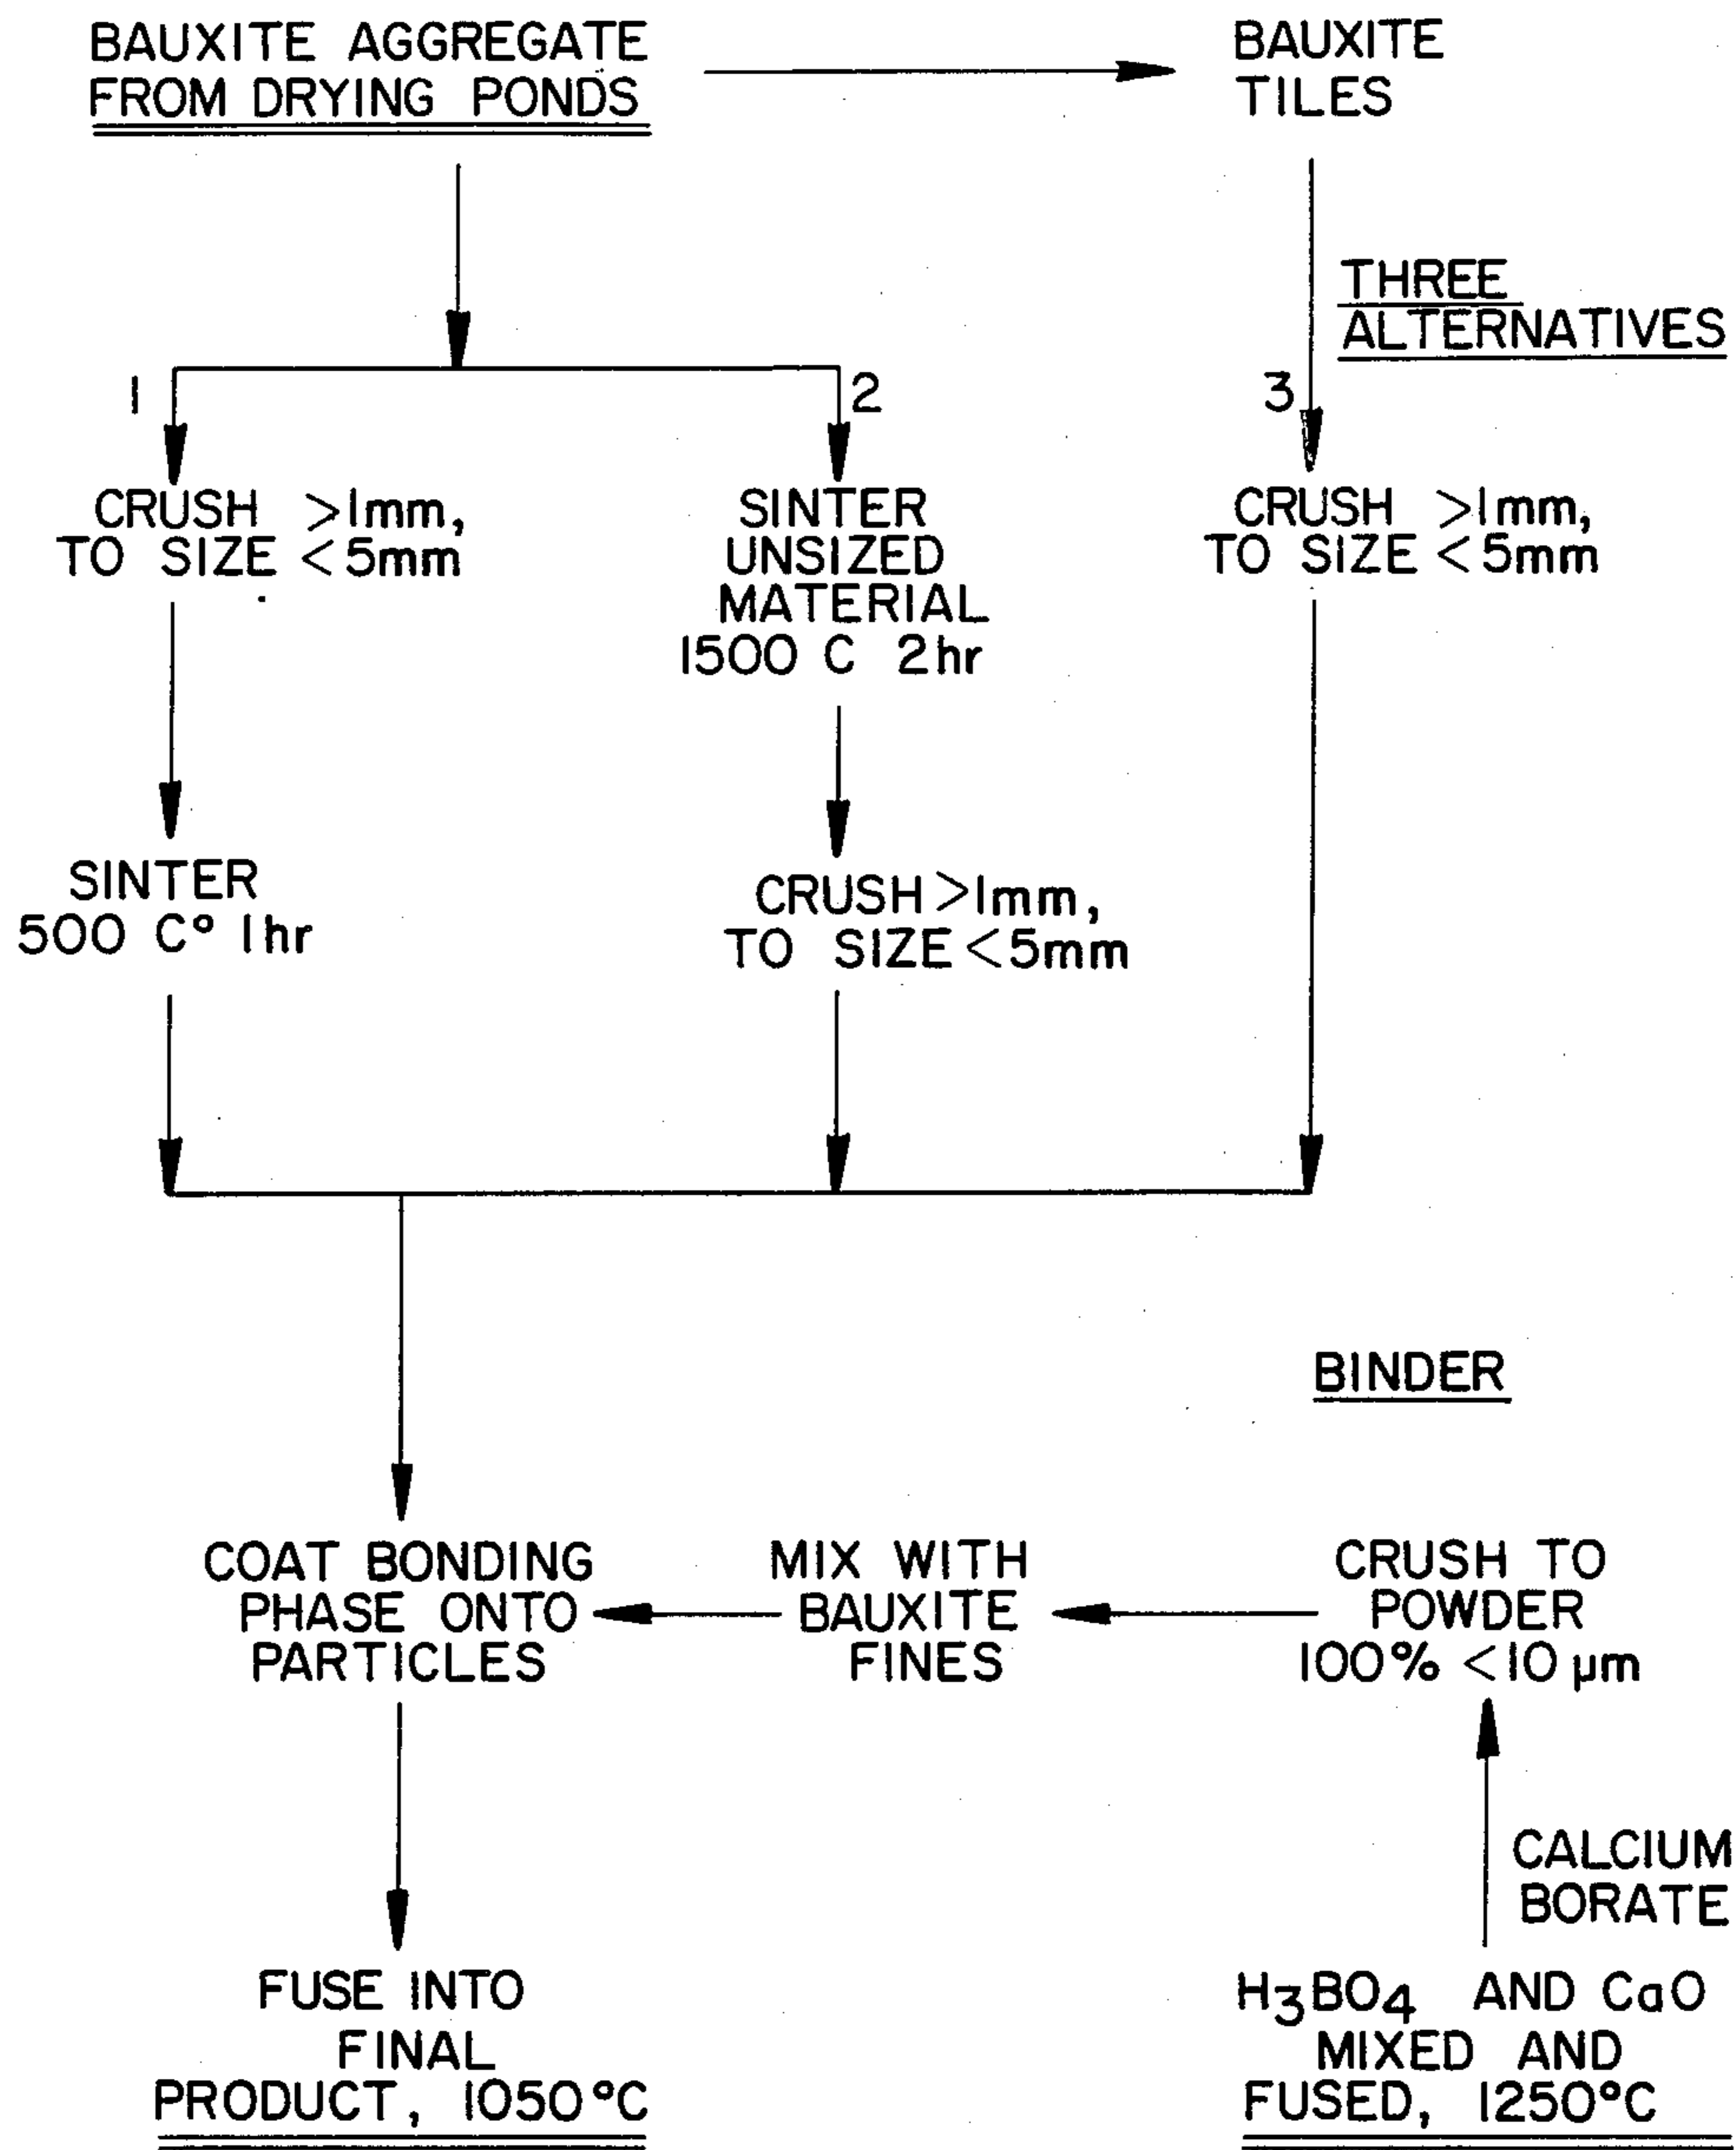 BAUXITE AGGREGATE
FROM DRYING PONDS
BAUXITE
TILES
THREE
ALTERNATIVES
1
2
3
CRUSH >1mm,
TO SIZE <5mm
SINTER
UNSIZED
MATERIAL
1500 C 2hr
CRUSH >1mm,
TO SIZE <5mm
SINTER
500 C° 1hr
CRUSH >1mm,
TO SIZE <5mm
BINDER
COAT BONDING
PHASE ONTO
PARTICLES
MIX WITH
BAUXITE
FINES
CRUSH TO
POWDER
100% <10 µm
CALCIUM
BORATE
FUSE INTO
FINAL
PRODUCT, 1050°C
H3BO4 AND CaO
MIXED AND
FUSED, 1250°C